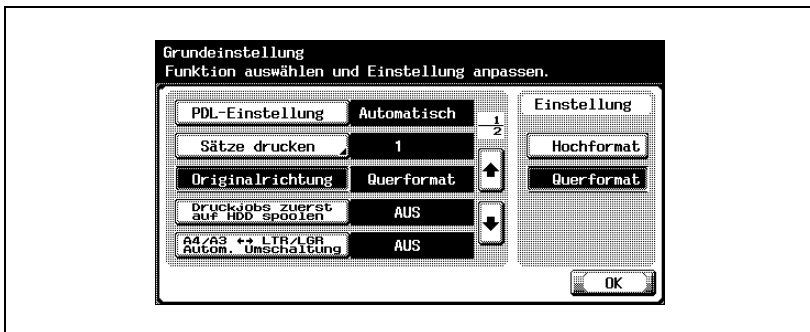 Grundeinstellung
Funktion auswählen und Einstellung anpassen.
PDL-Einstellung Automatisch
Sätze drucken 1
Originalrichtung Querformat
Druckjobs zuerst
auf HDD spoolen AUS
A4/A3 ↔ LTR/LGR
Autom. Umschaltung AUS
1
2
Einstellung
Hochformat
Querformat
OK